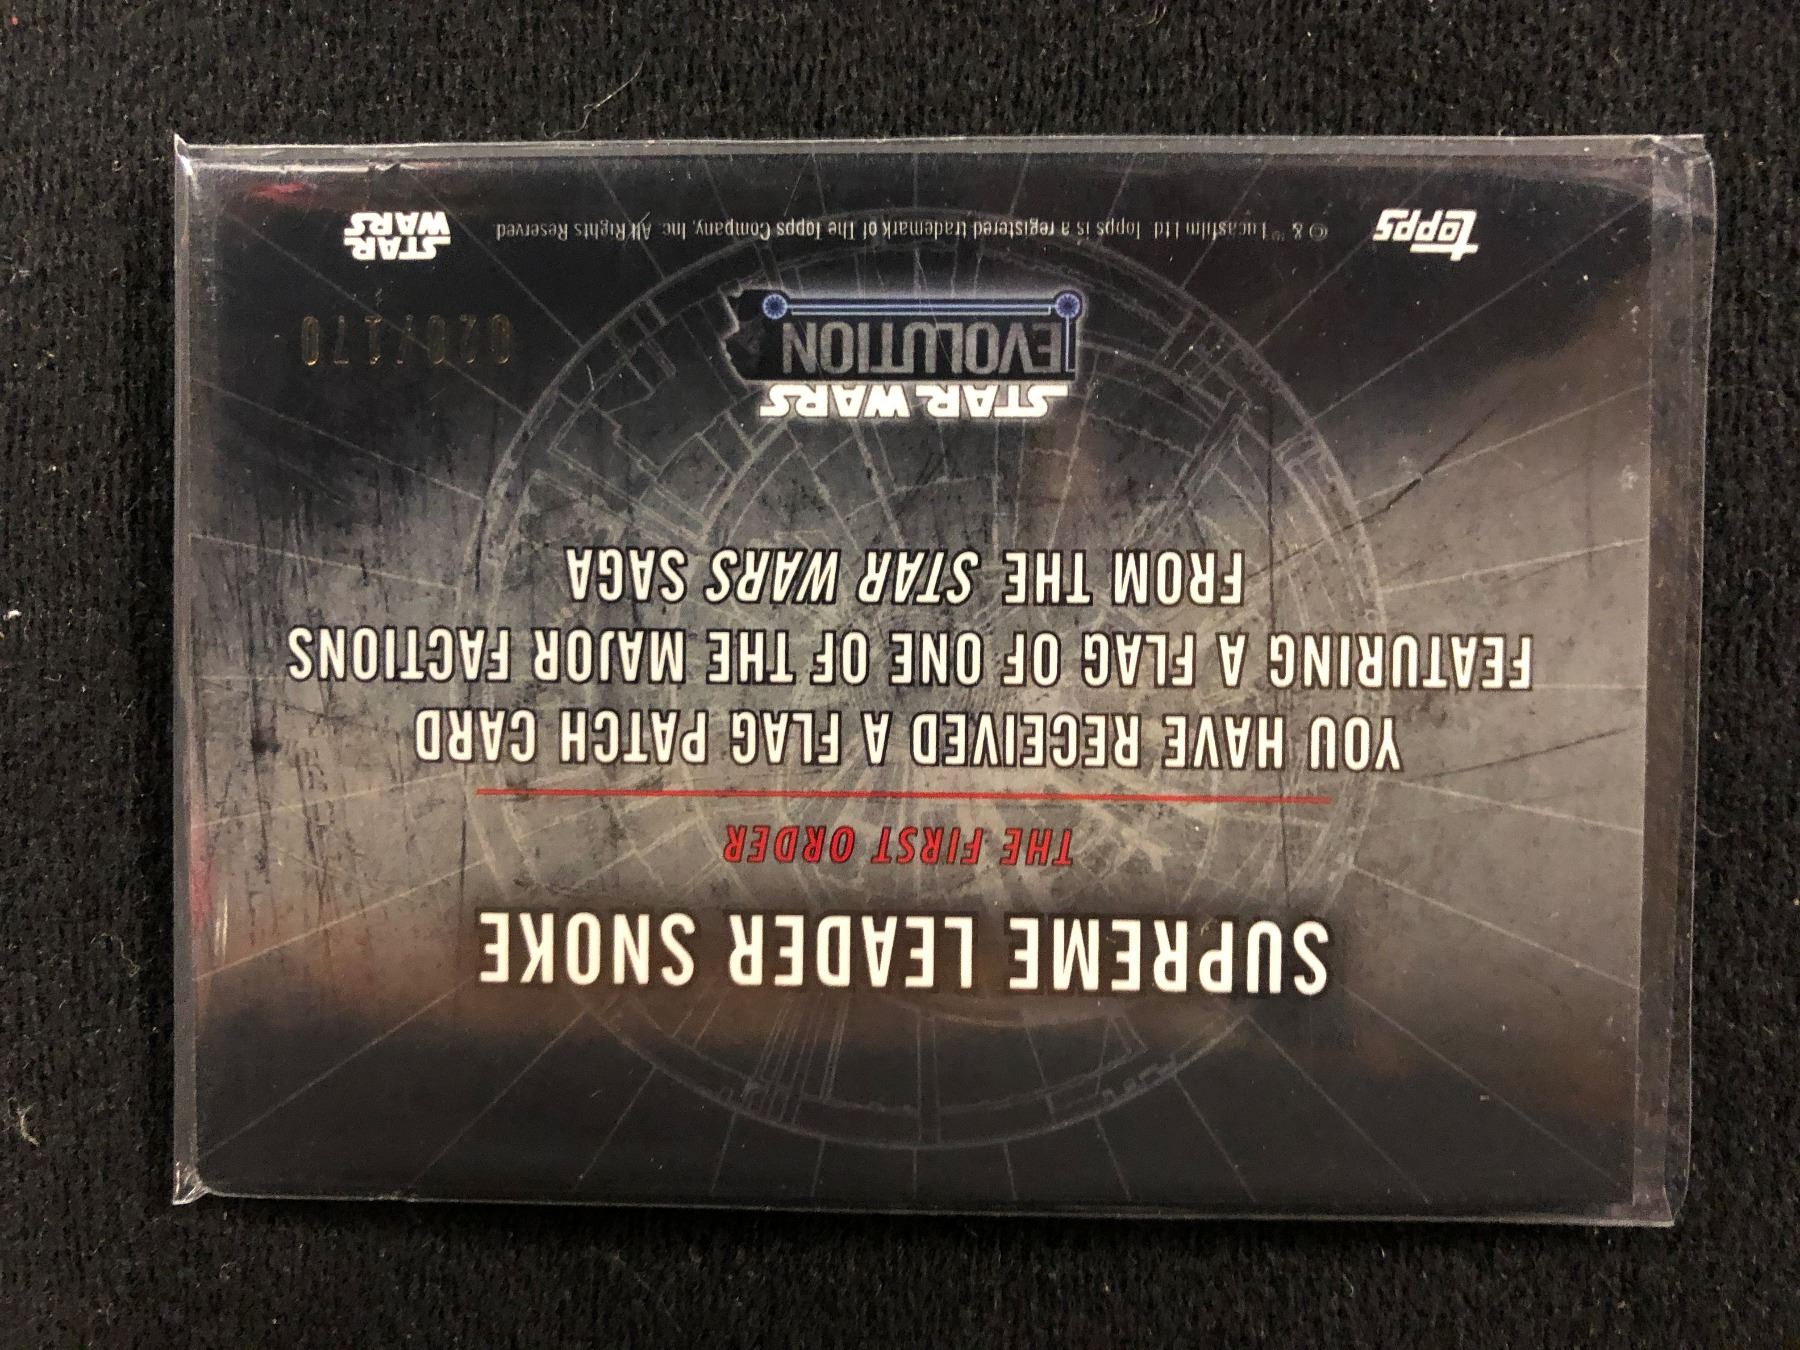 SUPREME LEADER SNOKE
THE FIRST ORDER
YOU HAVE RECEIVED A FLAG PATCH CARD
FEATURING A FLAG OF ONE OF THE MAJOR FACTIONS
FROM THE STAR WARS SAGA
STAR WARS
EVOLUTION
/170
Topps
© & ™ Lucasfilm Ltd Topps is a registered trademark of The Topps Company, Inc. All Rights Reserved
STAR
WARS